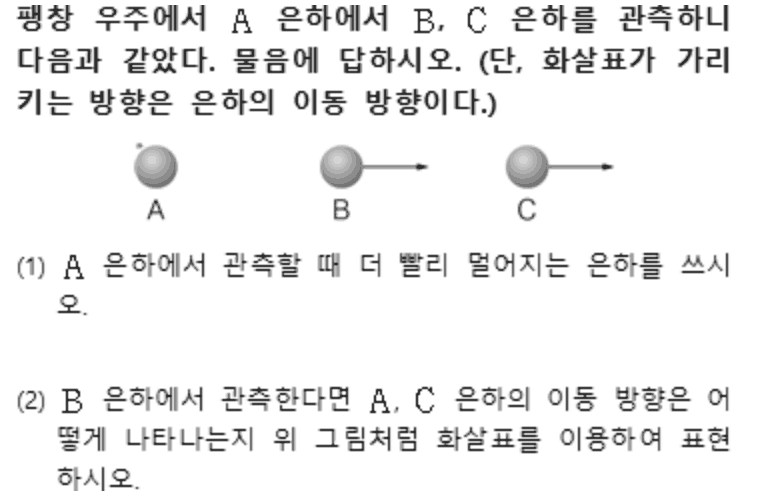 팽창 우주에서 A 은하에서 B, C 은하를 관측하니
다음과 같았다. 물음에 답하시오. (단, 화살표가 가리
키는 방향은 은하의 이동 방향이다.)
A B C
(1) A 은하에서 관측할 때 더 빨리 멀어지는 은하를 쓰시
오.
(2) B 은하에서 관측한다면 A, C 은하의 이동 방향은 어
떻게 나타나는지 위 그림처럼 화살표를 이용하여 표현
하시오.